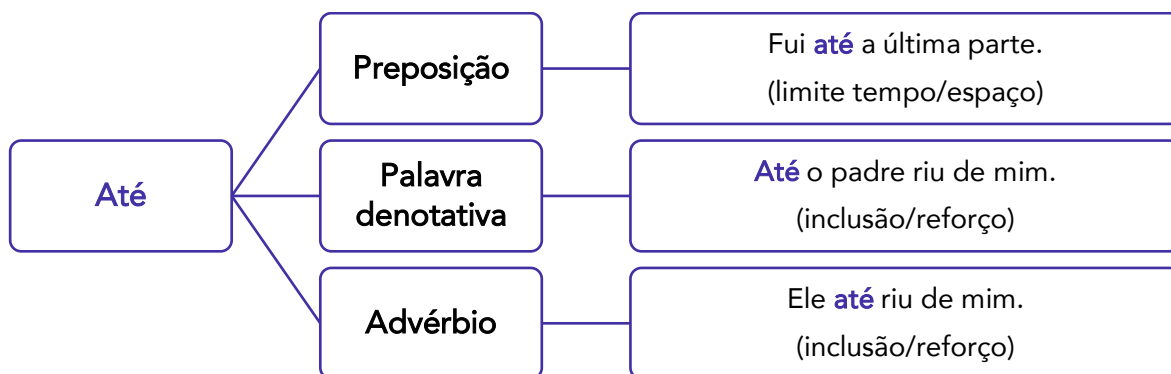 Até
Preposição
Fui até a última parte.
(limite tempo/espaço)
Palavra
denotativa
Até o padre riu de mim.
(inclusão/reforço)
Advérbio
Ele até riu de mim.
(inclusão/reforço)